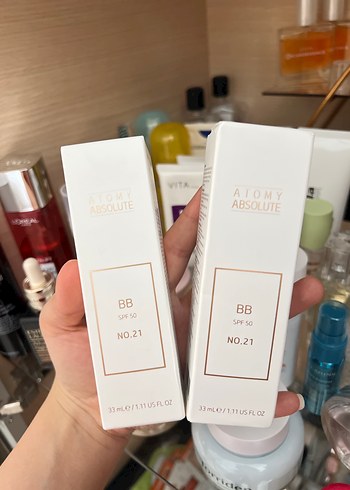 ATOMY
ABSOLUTE
BB
SPF 50
NO.21
33 mL℮ / 1.11 US FL OZ
ATOMY
ABSOLUTE
BB
SPF 50
NO.21
33 mL℮ / 1.11 US FL OZ
VITA